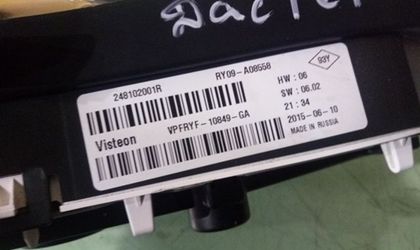 Дастер
248102001R
RY09-A08558
93Y
HW : 06
SW : 06.02
21 : 34
2015-06-10
MADE IN RUSSIA
Visteon
VPFRYF-10849-GA